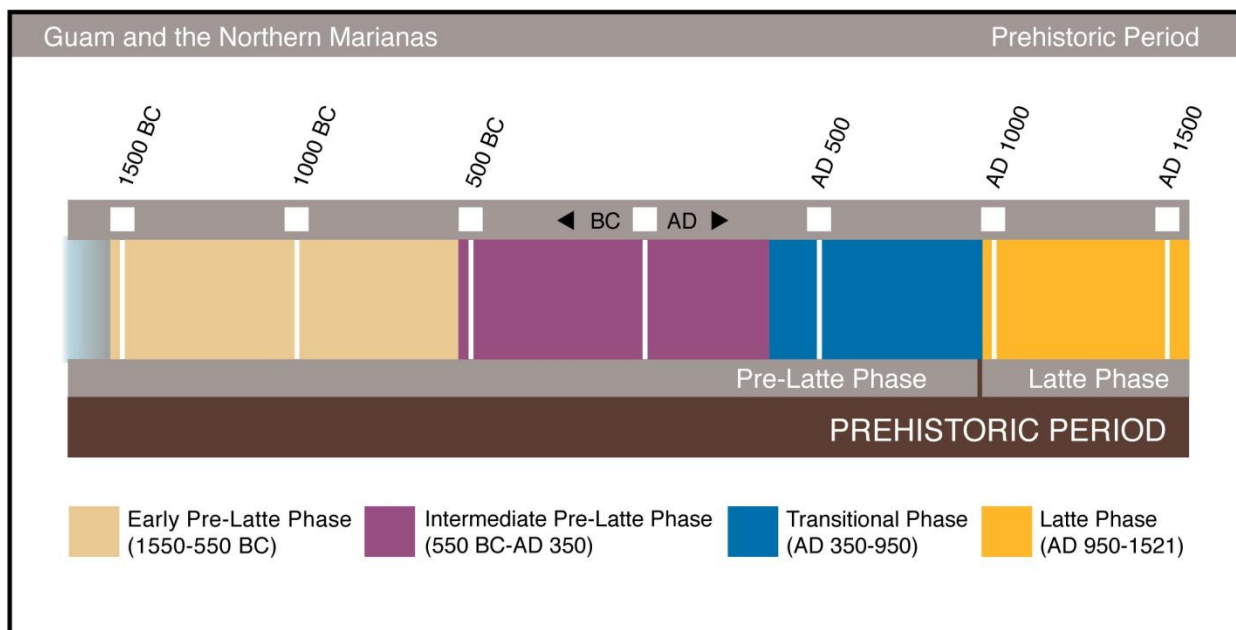 Guam and the Northern Marianas
Prehistoric Period
1500 BC
1000 BC
500 BC
BC
AD
AD 500
AD 1000
AD 1500
Pre-Latte Phase
Latte Phase
PREHISTORIC PERIOD
Early Pre-Latte Phase
(1550-550 BC)
Intermediate Pre-Latte Phase
(550 BC-AD 350)
Transitional Phase
(AD 350-950)
Latte Phase
(AD 950-1521)